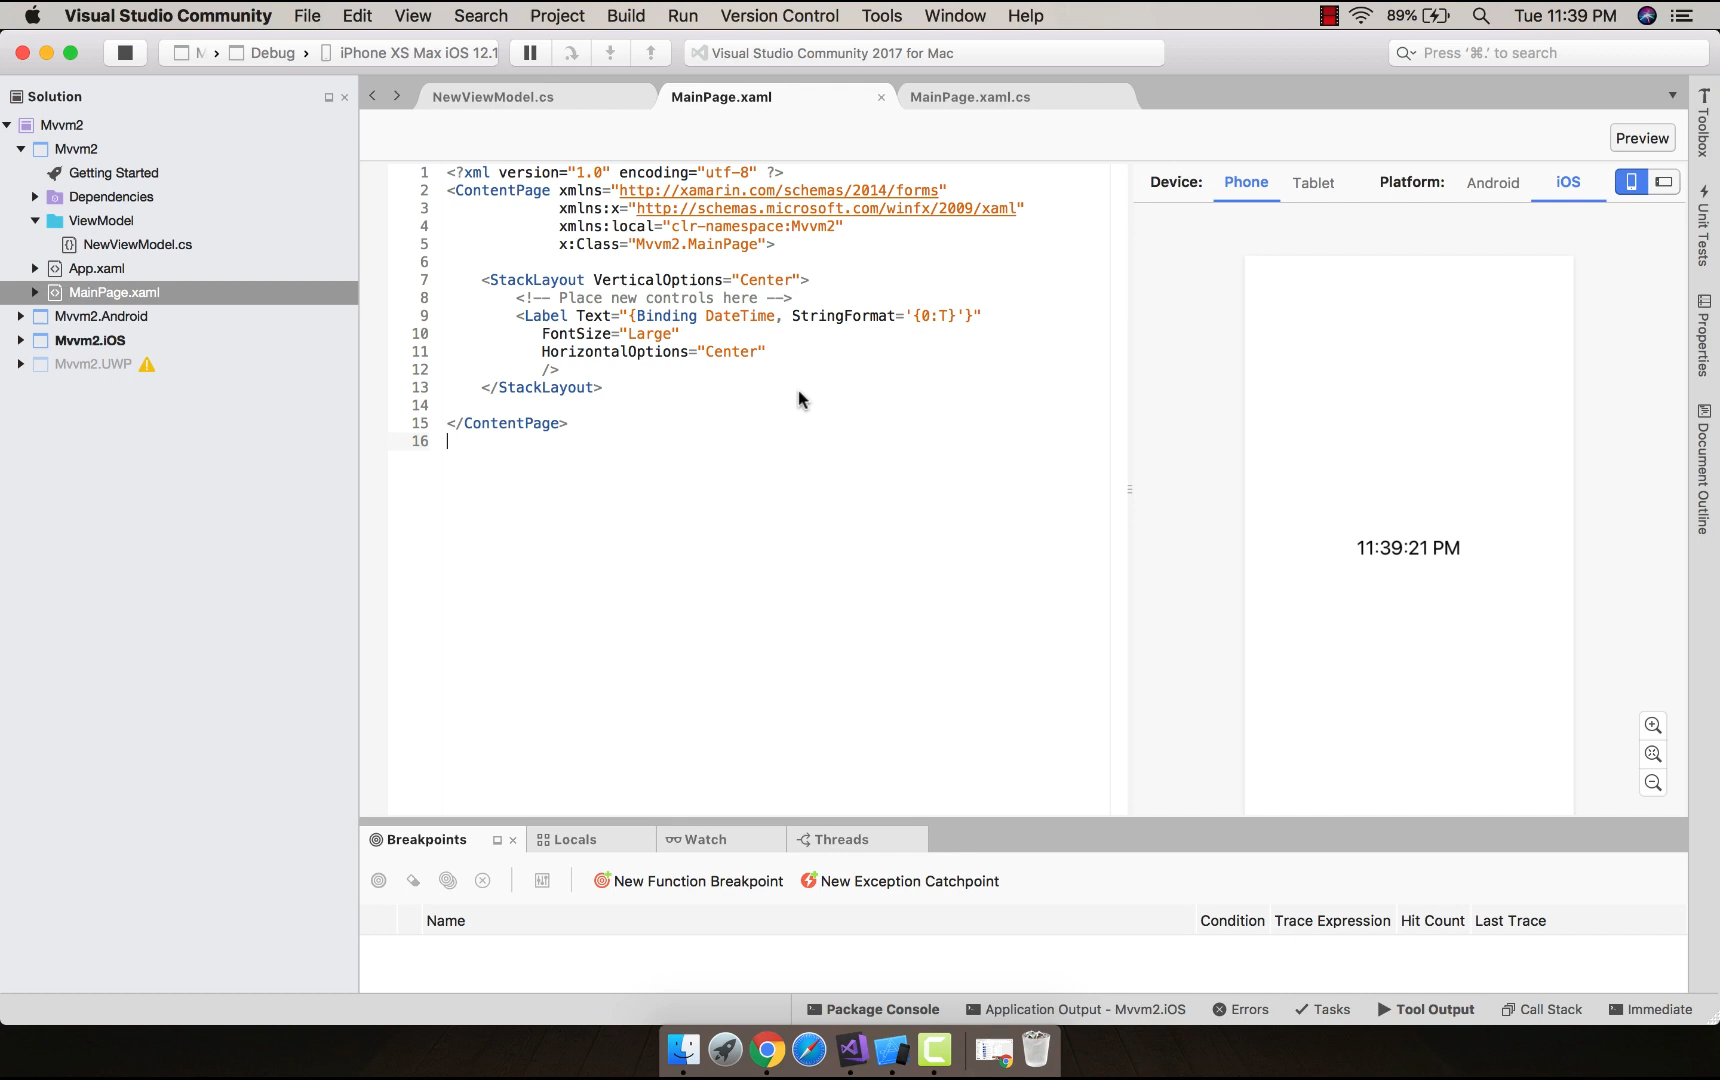 Visual Studio Community File Edit View Search Project Build Run Version Control Tools Window Help 89% Tue 11:39 PM
M › Debug › iPhone XS Max iOS 12.1 Visual Studio Community 2017 for Mac Press ‘⌘.’ to search
Solution
Mvvm2
Mvvm2
Getting Started
Dependencies
ViewModel
NewViewModel.cs
App.xaml
MainPage.xaml
Mvvm2.Android
Mvvm2.iOS
Mvvm2.UWP
NewViewModel.cs MainPage.xaml MainPage.xaml.cs
Preview
1 <?xml version="1.0" encoding="utf-8" ?>
2 <ContentPage xmlns="http://xamarin.com/schemas/2014/forms"
3 xmlns:x="http://schemas.microsoft.com/winfx/2009/xaml"
4 xmlns:local="clr-namespace:Mvvm2"
5 x:Class="Mvvm2.MainPage">
6
7 <StackLayout VerticalOptions="Center">
8 <!-- Place new controls here -->
9 <Label Text="{Binding DateTime, StringFormat='{0:T}'}"
10 FontSize="Large"
11 HorizontalOptions="Center"
12 />
13 </StackLayout>
14
15 </ContentPage>
16
Device: Phone Tablet Platform: Android iOS
11:39:21 PM
Toolbox
Unit Tests
Properties
Document Outline
Breakpoints Locals Watch Threads
New Function Breakpoint New Exception Catchpoint
Name Condition Trace Expression Hit Count Last Trace
Package Console Application Output - Mvvm2.iOS Errors Tasks Tool Output Call Stack Immediate